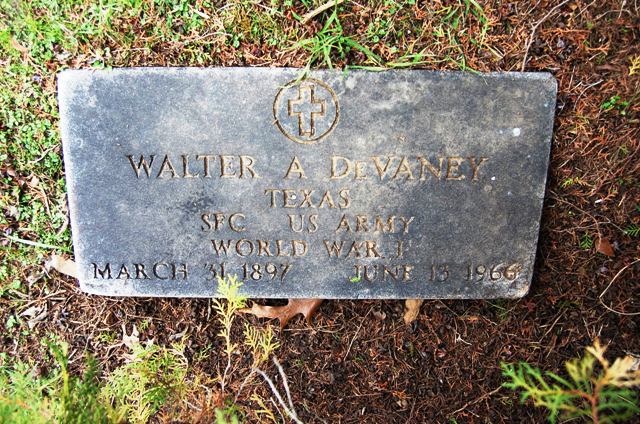 WALTER A DEVANEY
TEXAS
SFC US ARMY
WORLD WAR I
MARCH 31 1897 JUNE 13 1966